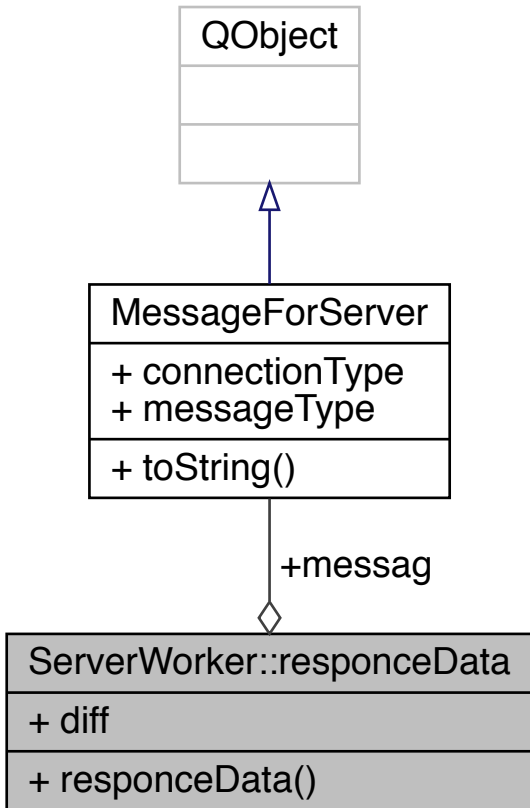 QObject
MessageForServer
+ connectionType
+ messageType
+ toString()
+messag
ServerWorker::responceData
+ diff
+ responceData()